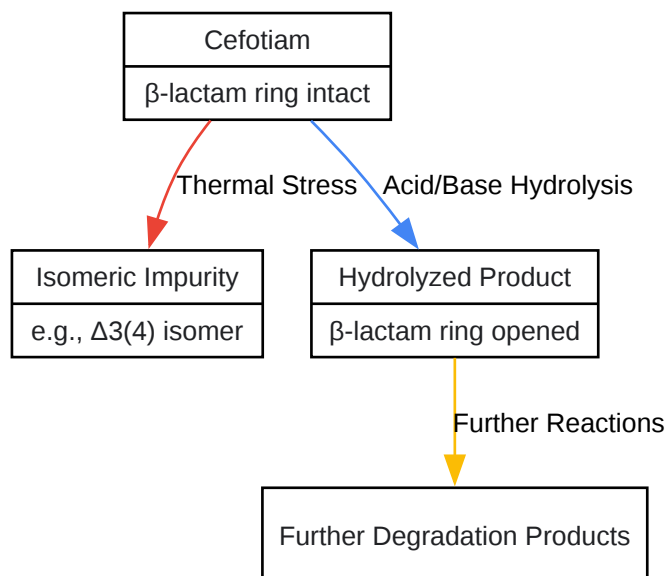 Cefotiam
β-lactam ring intact
Thermal Stress
Acid/Base Hydrolysis
Isomeric Impurity
e.g., Δ3(4) isomer
Hydrolyzed Product
β-lactam ring opened
Further Reactions
Further Degradation Products